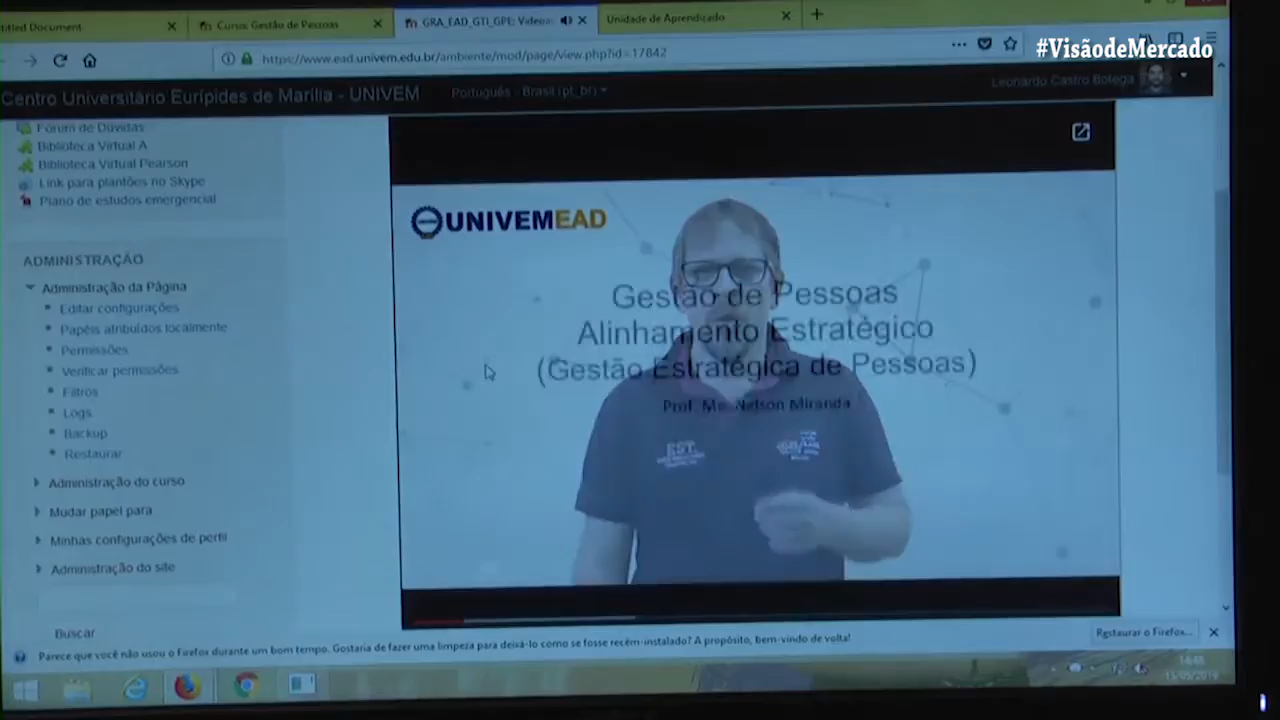 titled Document
Curso: Gestão de Pessoas
GRA_EAD_GTI_GPE: Videoa
Unidade de Aprendizado
https://www.ead.univem.edu.br/ambiente/mod/page/view.php?id=17842
#VisãodeMercado
Centro Universitário Eurípides de Marília - UNIVEM
Português - Brasil (pt_br)
Leonardo Castro Botega
Fórum de Dúvidas
Biblioteca Virtual A
Biblioteca Virtual Pearson
Link para plantões no Skype
Plano de estudos emergencial
ADMINISTRAÇÃO
Administração da Página
Editar configurações
Papéis atribuídos localmente
Permissões
Verificar permissões
Filtros
Logs
Backup
Restaurar
Administração do curso
Mudar papel para
Minhas configurações de perfil
Administração do site
Buscar
UNIVEMEAD
Gestão de Pessoas
Alinhamento Estratégico
(Gestão Estratégica de Pessoas)
Prof. Me. Nelson Miranda
Parece que você não usou o Firefox durante um bom tempo. Gostaria de fazer uma limpeza para deixá-lo como se fosse recém-instalado? A propósito, bem-vindo de volta!
Restaurar o Firefox...